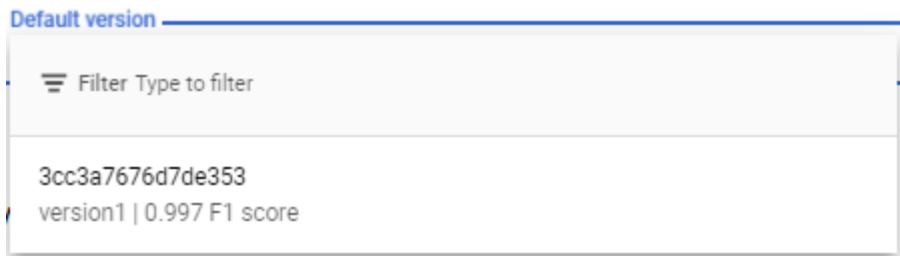 Default version
Filter Type to filter
3cc3a7676d7de353
version1 | 0.997 F1 score